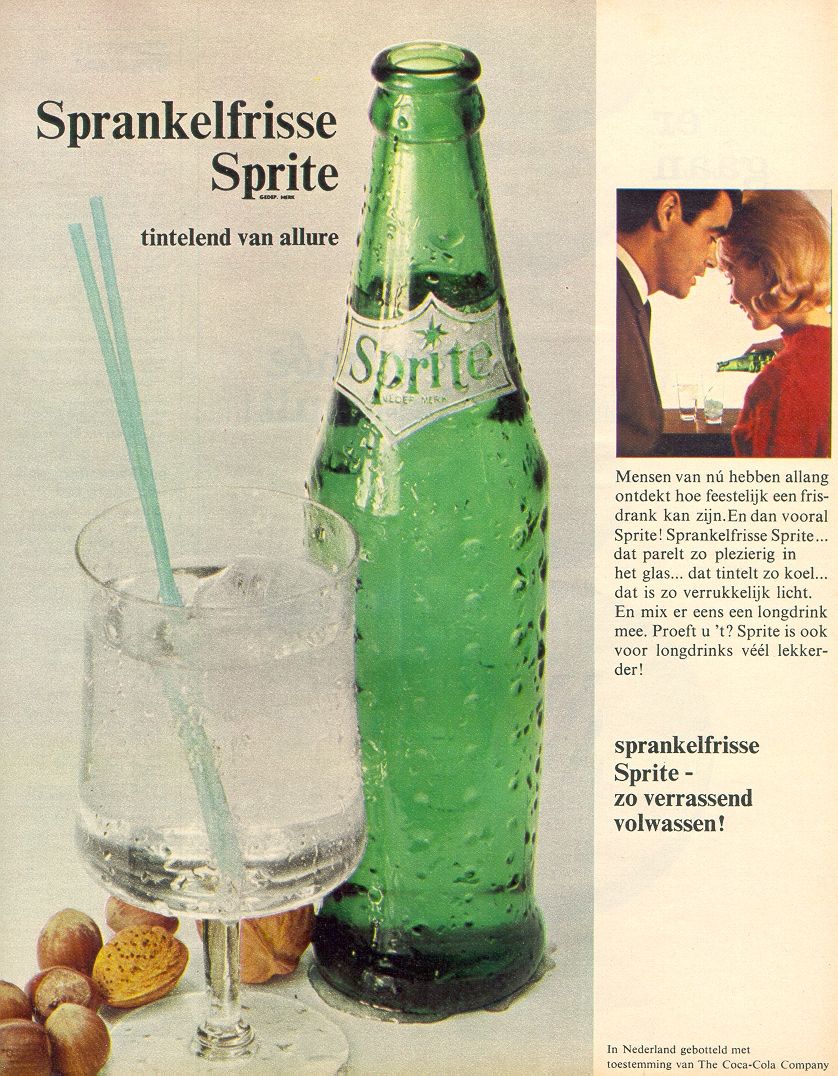 Sprankelfrisse
Sprite
GEDEP. MERK
tintelend van allure
Sprite
GEDEP. MERK
Mensen van nú hebben allang
ontdekt hoe feestelijk een fris-
drank kan zijn. En dan vooral
Sprite! Sprankelfrisse Sprite...
dat parelt zo plezierig in
het glas... dat tintelt zo koel...
dat is zo verrukkelijk licht.
En mix er eens een longdrink
mee. Proeft u 't? Sprite is ook
voor longdrinks véél lekker-
der!
sprankelfrisse
Sprite -
zo verrassend
volwassen!
In Nederland gebotteld met
toestemming van The Coca-Cola Company